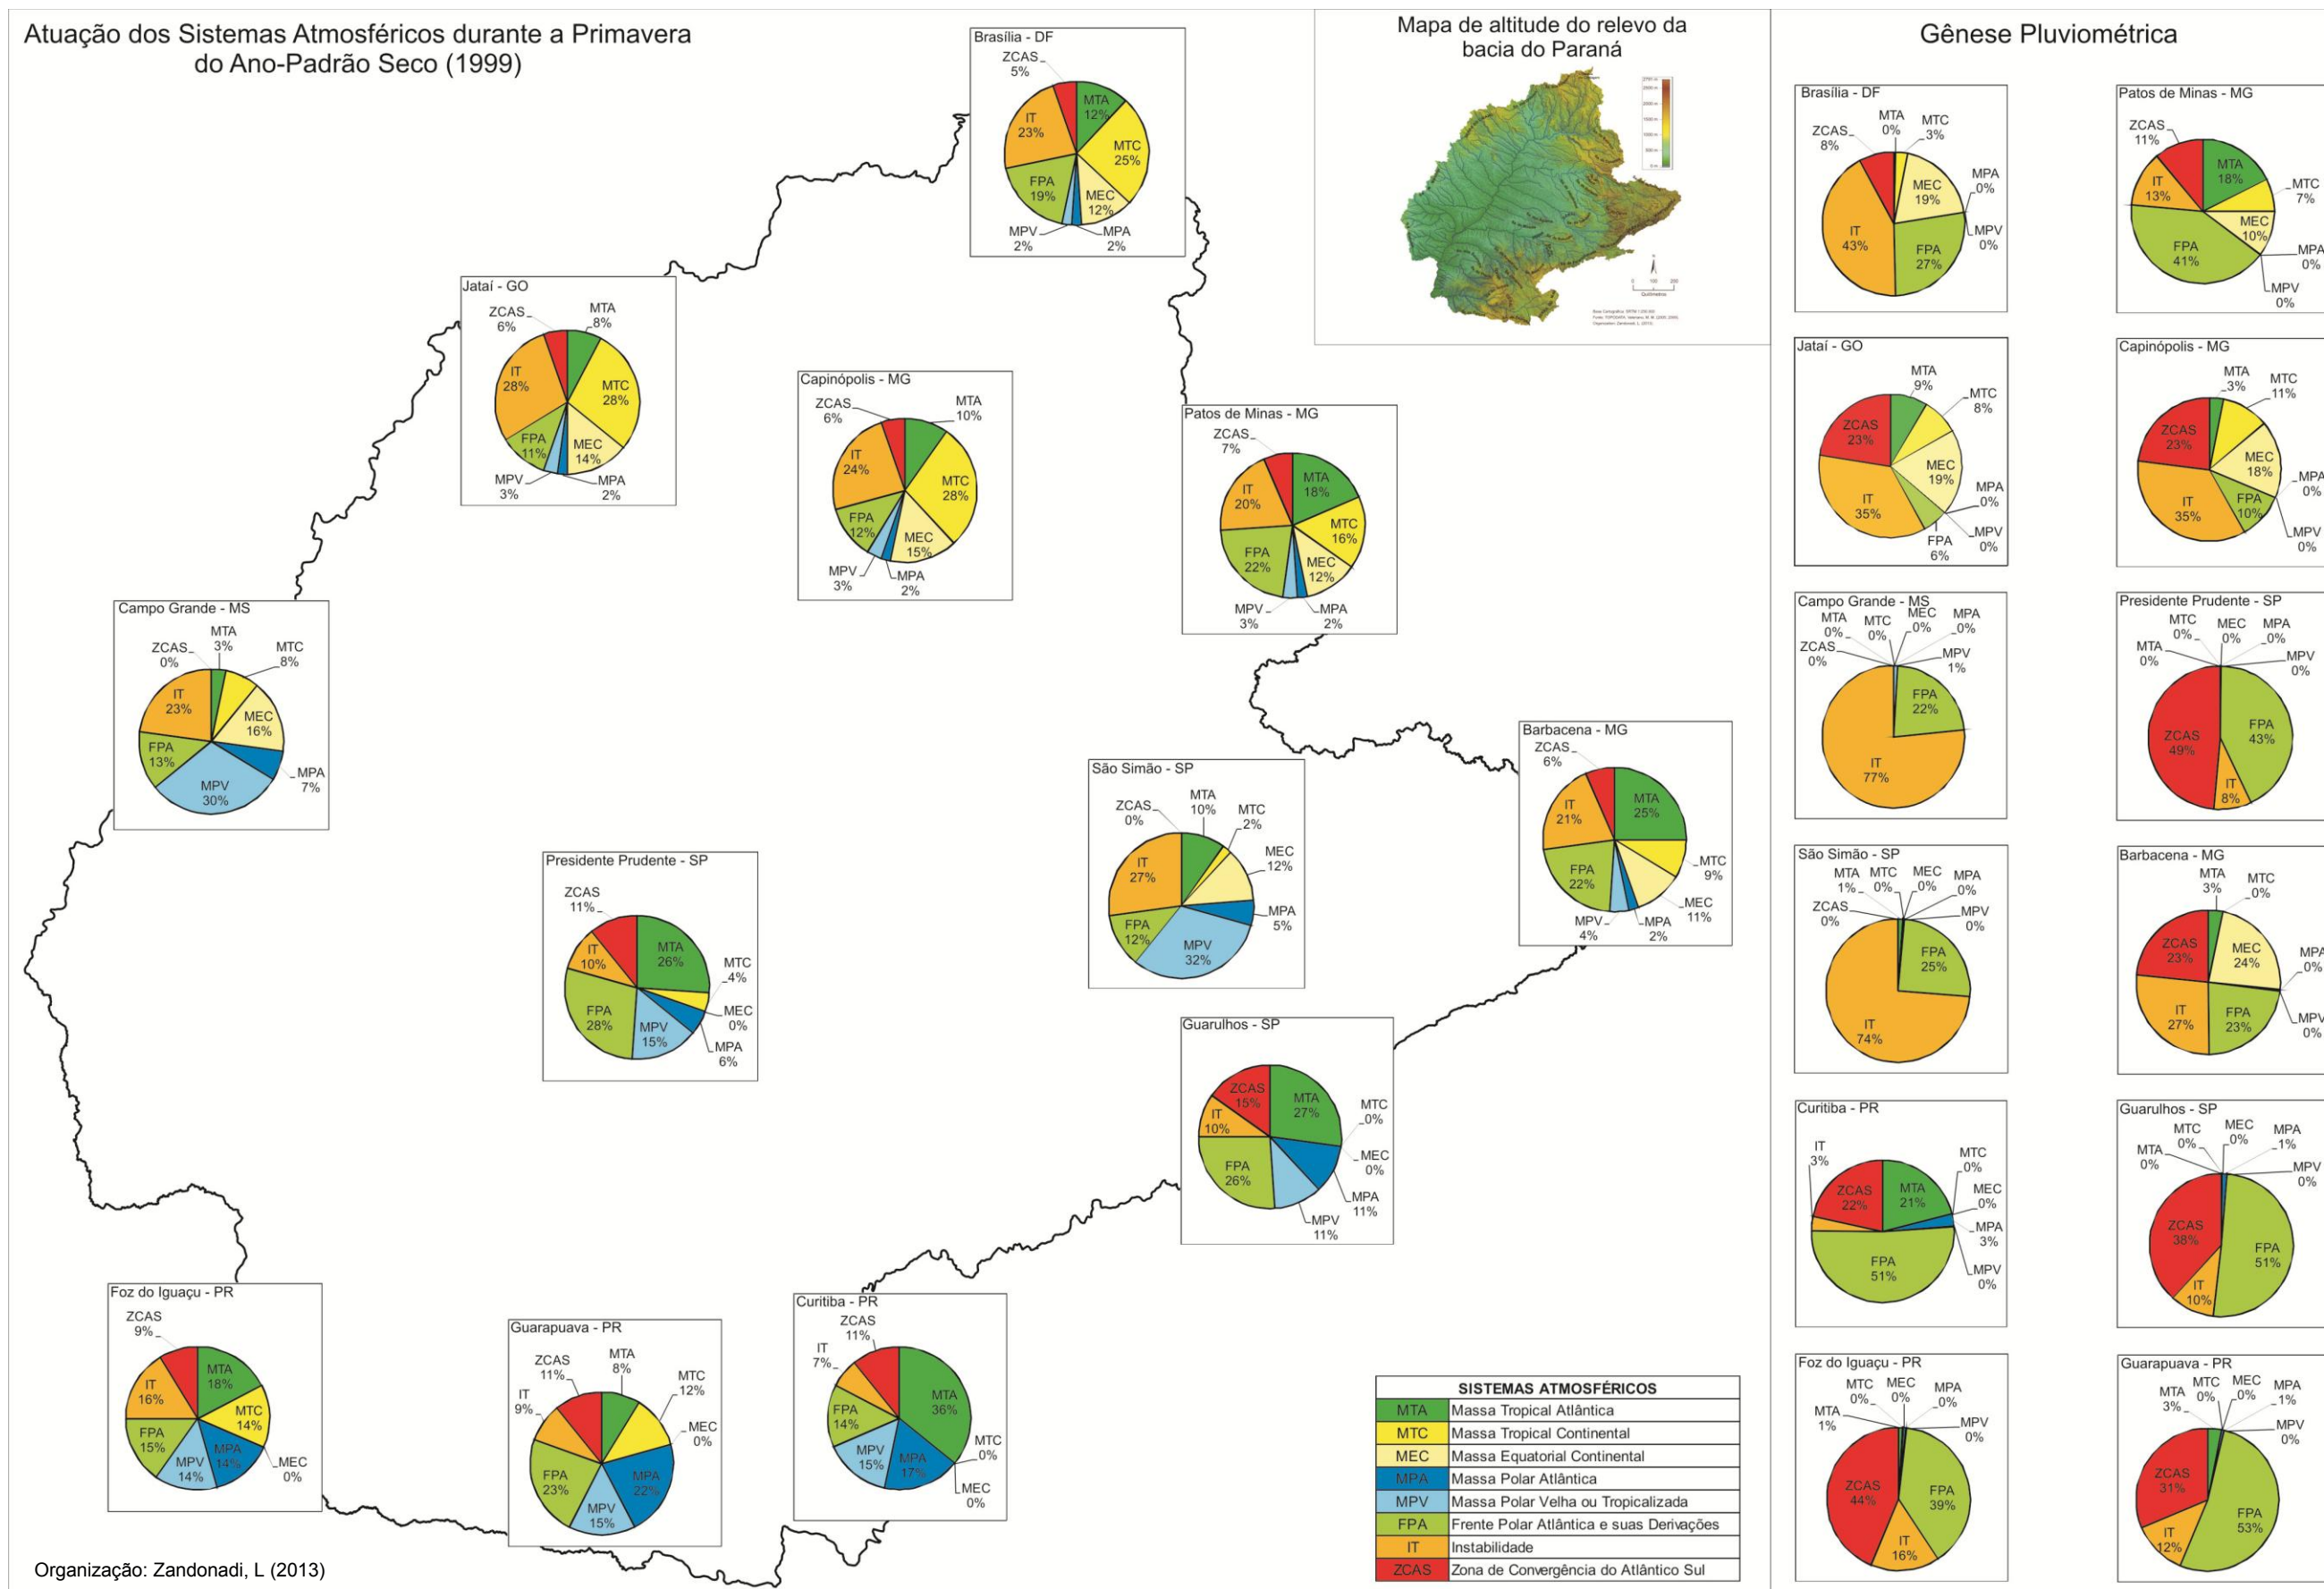 Atuação dos Sistemas Atmosféricos durante a Primavera
do Ano-Padrão Seco (1999)
Brasília - DF
ZCAS
5%
MTA
12%
MTC
25%
MEC
12%
MPA
2%
MPV
2%
FPA
19%
IT
23%
Jataí - GO
ZCAS
6%
MTA
8%
MTC
28%
MEC
14%
MPA
2%
MPV
3%
FPA
11%
IT
28%
Capinópolis - MG
ZCAS
6%
MTA
10%
MTC
28%
MEC
15%
MPA
2%
MPV
3%
FPA
12%
IT
24%
Patos de Minas - MG
ZCAS
7%
MTA
18%
MTC
16%
MEC
12%
MPA
2%
MPV
3%
FPA
22%
IT
20%
Campo Grande - MS
ZCAS
0%
MTA
3%
MTC
8%
MEC
16%
MPA
7%
MPV
30%
FPA
13%
IT
23%
Barbacena - MG
ZCAS
6%
MTA
25%
MTC
9%
MEC
11%
MPA
2%
MPV
4%
FPA
22%
IT
21%
São Simão - SP
ZCAS
0%
MTA
10%
MTC
2%
MEC
12%
MPA
5%
MPV
32%
FPA
12%
IT
27%
Presidente Prudente - SP
ZCAS
11%
MTA
26%
MTC
4%
MEC
0%
MPA
6%
MPV
15%
FPA
28%
IT
10%
Guarulhos - SP
ZCAS
15%
MTA
27%
MTC
0%
MEC
0%
MPA
11%
MPV
11%
FPA
26%
IT
10%
Foz do Iguaçu - PR
ZCAS
9%
MTA
18%
MTC
14%
MEC
0%
MPA
14%
MPV
14%
FPA
15%
IT
16%
Guarapuava - PR
ZCAS
11%
MTA
8%
MTC
12%
MEC
0%
MPA
22%
MPV
15%
FPA
23%
IT
9%
Curitiba - PR
ZCAS
11%
MTA
36%
MTC
0%
MEC
0%
MPA
17%
MPV
15%
FPA
14%
IT
7%
Organização: Zandonadi, L (2013)
Mapa de altitude do relevo da
bacia do Paraná
SISTEMAS ATMOSFÉRICOS
MTA Massa Tropical Atlântica
MTC Massa Tropical Continental
MEC Massa Equatorial Continental
MPA Massa Polar Atlântica
MPV Massa Polar Velha ou Tropicalizada
FPA Frente Polar Atlântica e suas Derivações
IT Instabilidade
ZCAS Zona de Convergência do Atlântico Sul
Gênese Pluviométrica
Brasília - DF
ZCAS
8%
MTA
0%
MTC
3%
MEC
19%
MPA
0%
MPV
0%
FPA
27%
IT
43%
Patos de Minas - MG
ZCAS
11%
MTA
18%
MTC
7%
MEC
10%
MPA
0%
MPV
0%
FPA
41%
IT
13%
Jataí - GO
MTA
9%
MTC
8%
MEC
19%
MPA
0%
MPV
0%
FPA
6%
IT
35%
ZCAS
23%
Capinópolis - MG
MTA
3%
MTC
11%
MEC
18%
MPA
0%
MPV
0%
FPA
10%
IT
35%
ZCAS
23%
Campo Grande - MS
ZCAS
0%
MTA
0%
MTC
0%
MEC
0%
MPA
0%
MPV
1%
FPA
22%
IT
77%
Presidente Prudente - SP
MTA
0%
MTC
0%
MEC
0%
MPA
0%
MPV
0%
FPA
43%
IT
8%
ZCAS
49%
São Simão - SP
ZCAS
0%
MTA
1%
MTC
0%
MEC
0%
MPA
0%
MPV
0%
FPA
25%
IT
74%
Barbacena - MG
MTA
3%
MTC
0%
MEC
24%
MPA
0%
MPV
0%
FPA
23%
IT
27%
ZCAS
23%
Curitiba - PR
IT
3%
ZCAS
22%
MTA
21%
MTC
0%
MEC
0%
MPA
3%
MPV
0%
FPA
51%
Guarulhos - SP
MTA
0%
MTC
0%
MEC
0%
MPA
1%
MPV
0%
FPA
51%
IT
10%
ZCAS
38%
Foz do Iguaçu - PR
MTA
1%
MTC
0%
MEC
0%
MPA
0%
MPV
0%
FPA
39%
IT
16%
ZCAS
44%
Guarapuava - PR
MTA
3%
MTC
0%
MEC
0%
MPA
1%
MPV
0%
FPA
53%
IT
12%
ZCAS
31%